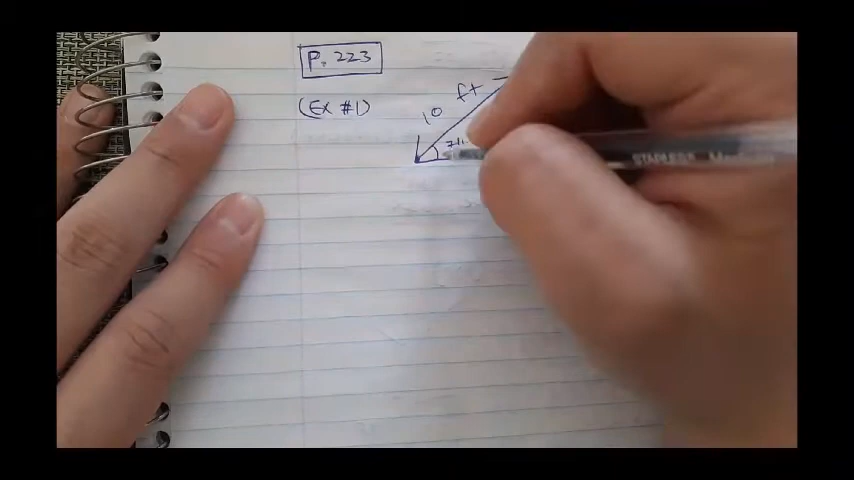 P. 223
(Ex #1)
10 ft
STAPLES